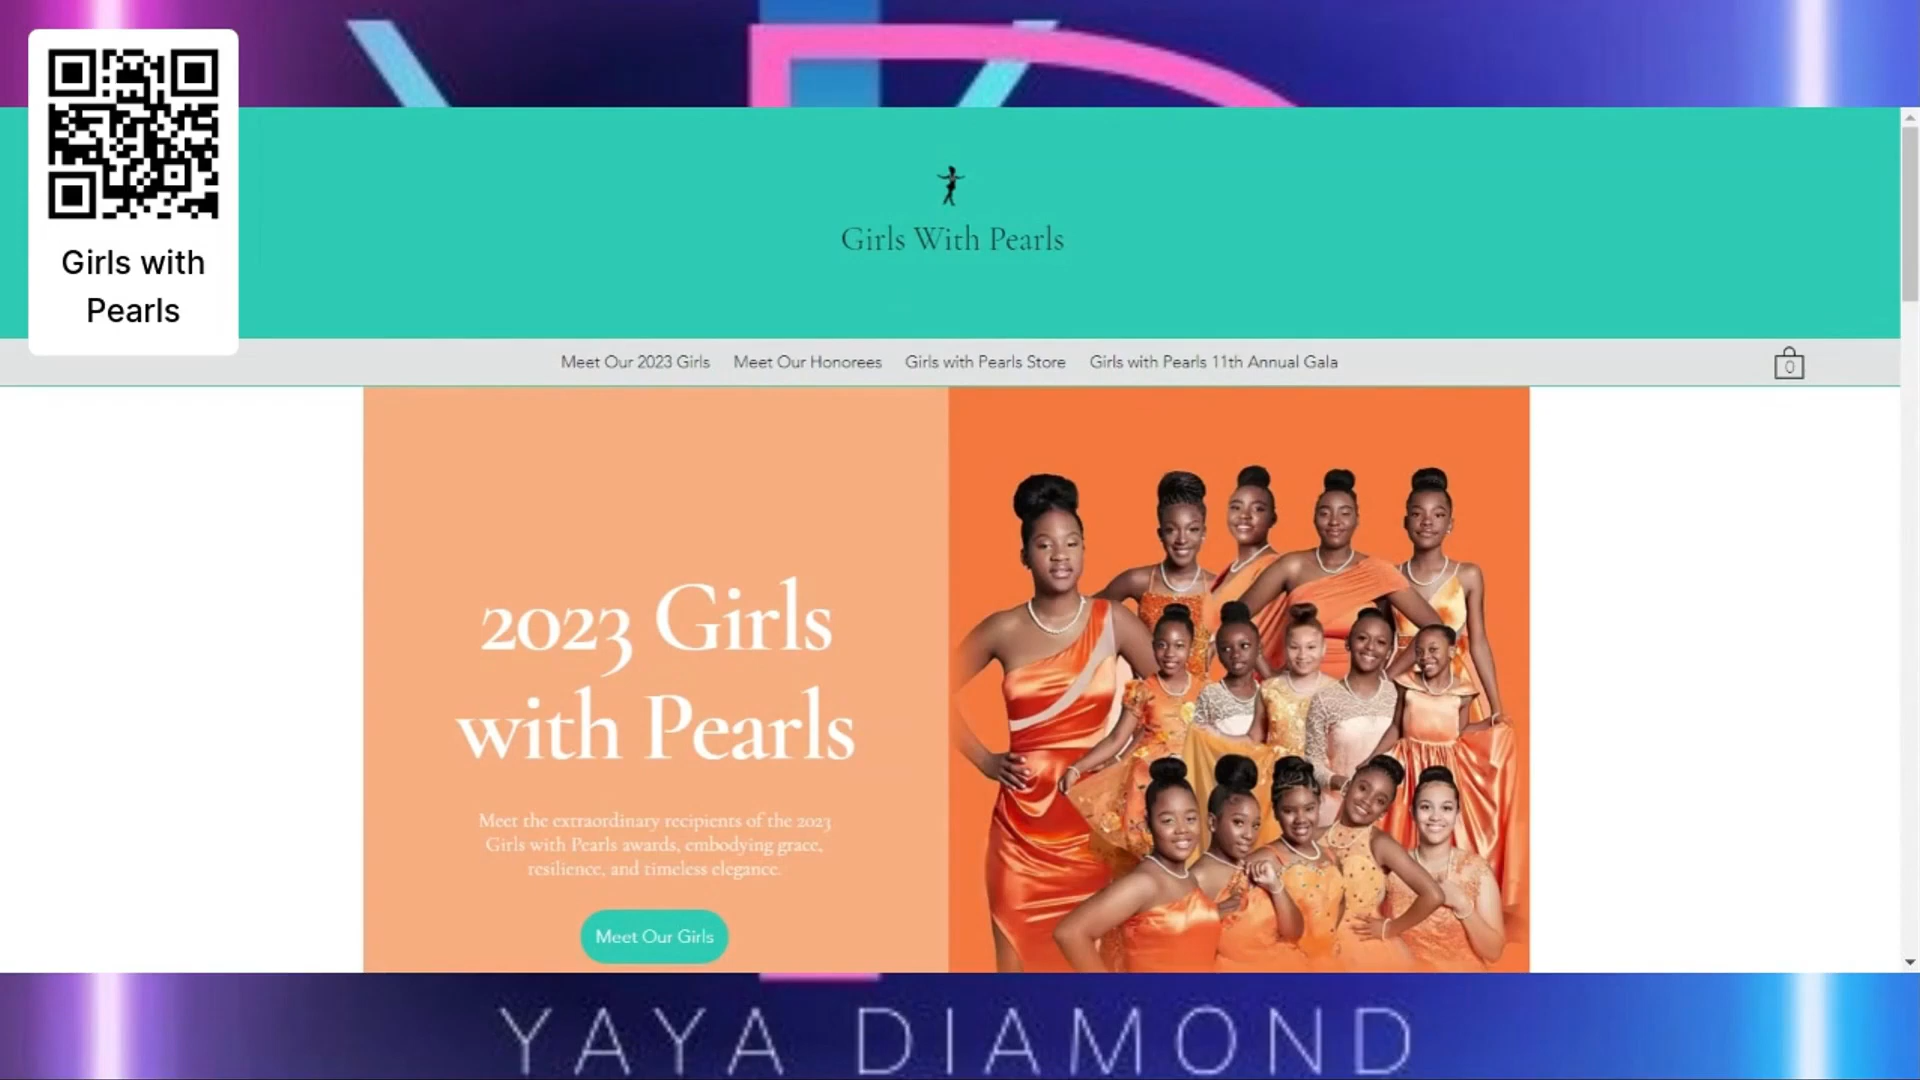 Girls with
Pearls
Girls With Pearls
Meet Our 2023 Girls Meet Our Honorees Girls with Pearls Store Girls with Pearls 11th Annual Gala
0
2023 Girls
with Pearls
Meet the extraordinary recipients of the 2023
Girls with Pearls awards, embodying grace,
resilience, and timeless elegance.
Meet Our Girls
YAYA DIAMOND